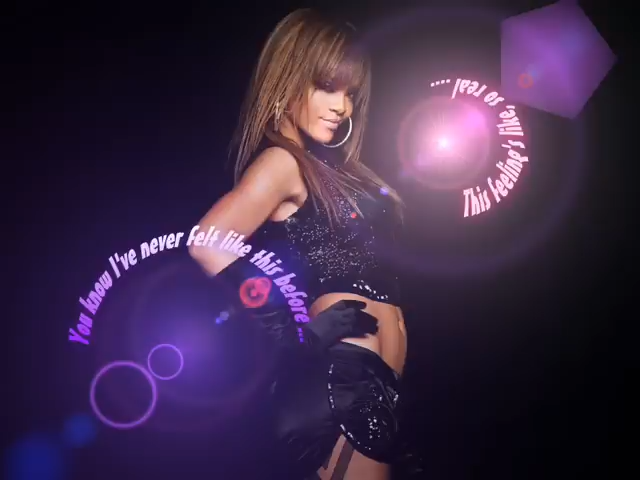 You know I've never felt like this before ...
This feeling's like, so real ....